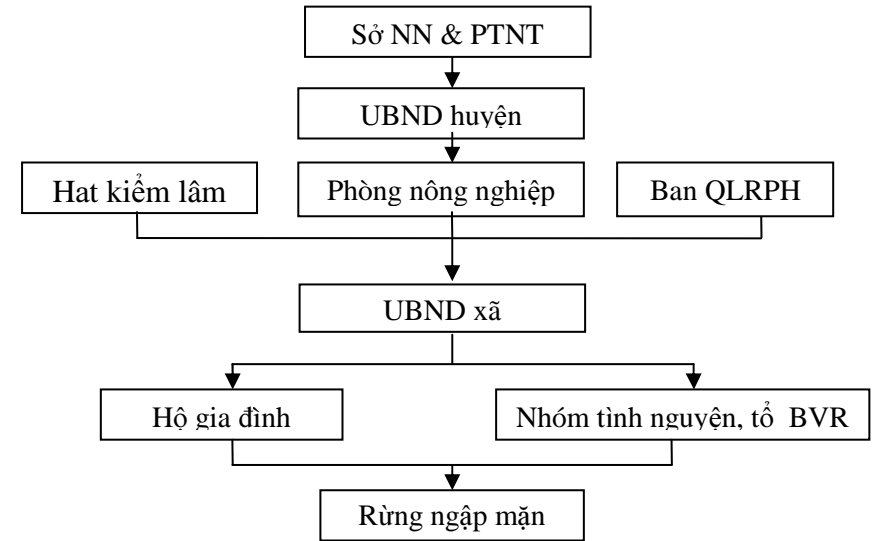 Sở NN & PTNT
UBND huyện
Hat kiểm lâm
Phòng nông nghiệp
Ban QLRPH
UBND xã
Hộ gia đình
Nhóm tình nguyện, tổ BVR
Rừng ngập mặn